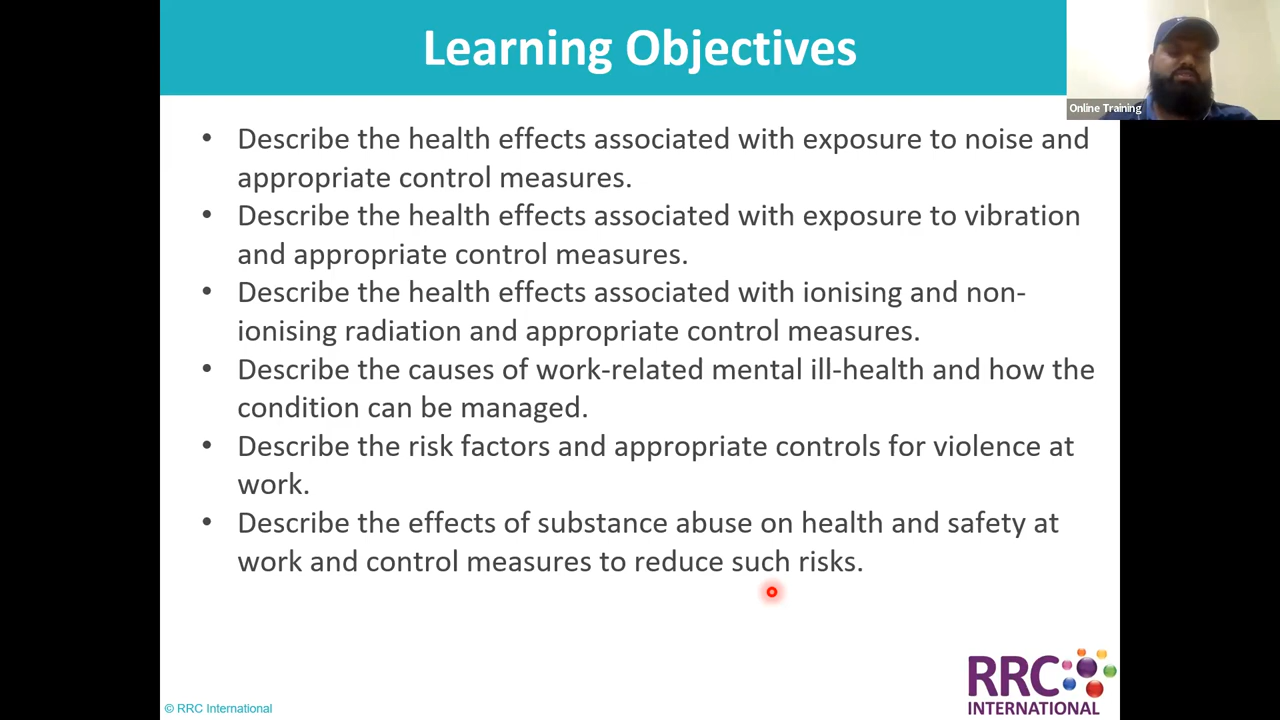 Learning Objectives
Online Training
• Describe the health effects associated with exposure to noise and
appropriate control measures.
• Describe the health effects associated with exposure to vibration
and appropriate control measures.
• Describe the health effects associated with ionising and non-
ionising radiation and appropriate control measures.
• Describe the causes of work-related mental ill-health and how the
condition can be managed.
• Describe the risk factors and appropriate controls for violence at
work.
• Describe the effects of substance abuse on health and safety at
work and control measures to reduce such risks.
RRC
INTERNATIONAL
© RRC International